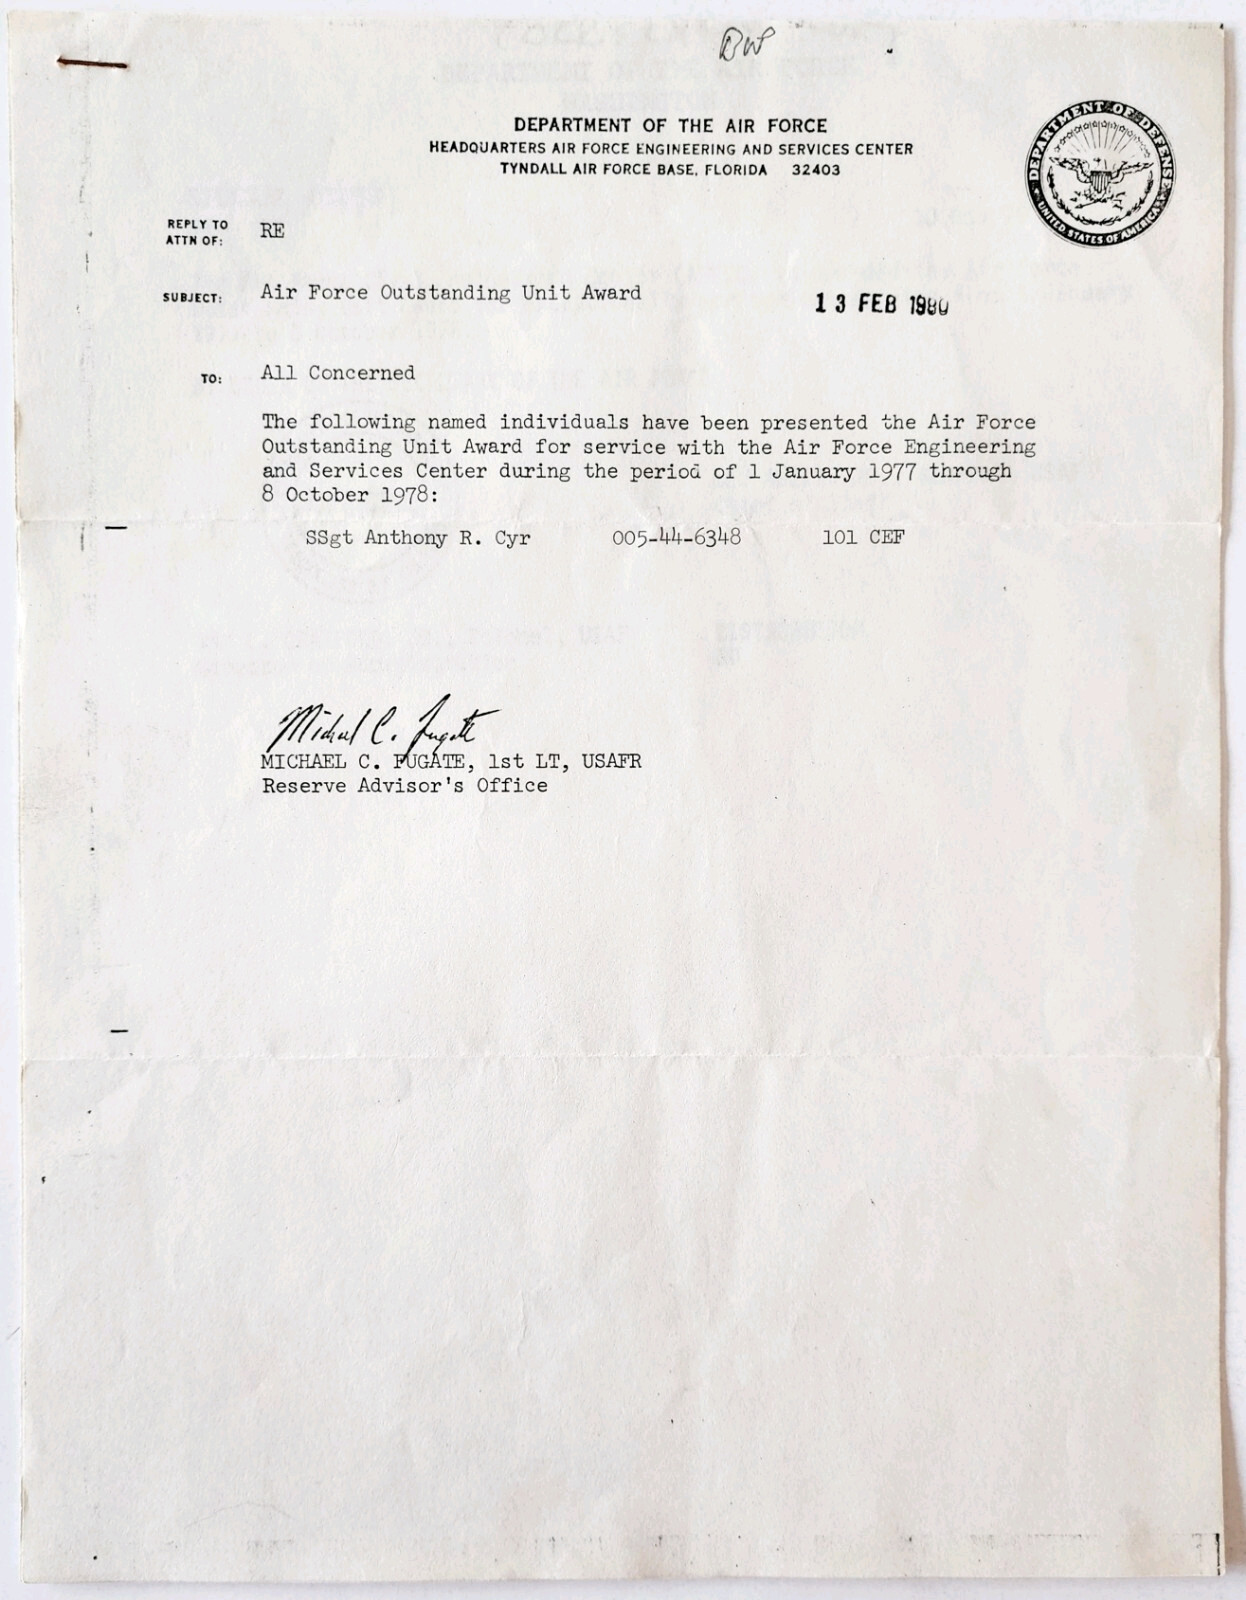 DEPARTMENT OF THE AIR FORCE
HEADQUARTERS AIR FORCE ENGINEERING AND SERVICES CENTER
TYNDALL AIR FORCE BASE, FLORIDA 32403
DEPARTMENT OF DEFENSE
UNITED STATES OF AMERICA
REPLY TO
ATTN OF: RE
SUBJECT: Air Force Outstanding Unit Award
13 FEB 1980
TO: All Concerned
The following named individuals have been presented the Air Force
Outstanding Unit Award for service with the Air Force Engineering
and Services Center during the period of 1 January 1977 through
8 October 1978:
SSgt Anthony R. Cyr 005-44-6348 101 CEF
Michael C. Fugate
MICHAEL C. FUGATE, 1st LT, USAFR
Reserve Advisor's Office